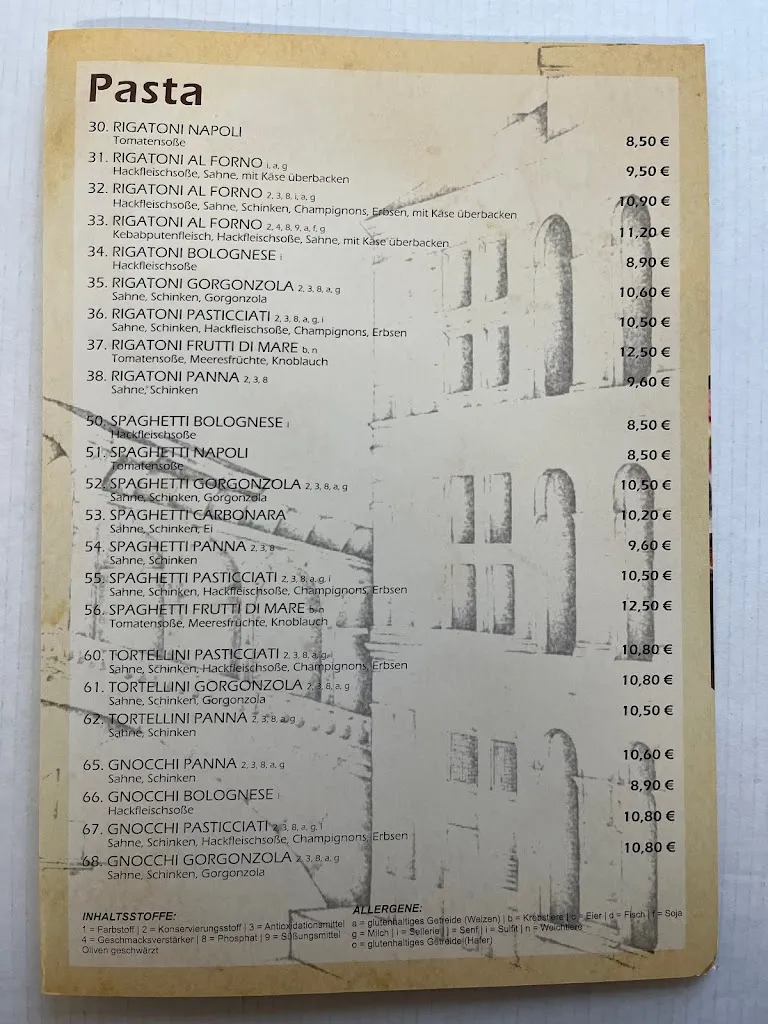 Pasta
30. RIGATONI NAPOLI 8,50 €
Tomatensoße
31. RIGATONI AL FORNO i, a, g 9,50 €
Hackfleischsoße, Sahne, mit Käse überbacken
32. RIGATONI AL FORNO 2, 3, 8, i, a, g 10,90 €
Hackfleischsoße, Sahne, Schinken, Champignons, Erbsen, mit Käse überbacken
33. RIGATONI AL FORNO 2, 4, 8, 9, a, f, g 11,20 €
Kebabputenfleisch, Hackfleischsoße, Sahne, mit Käse überbacken
34. RIGATONI BOLOGNESE i 8,90 €
Hackfleischsoße
35. RIGATONI GORGONZOLA 2, 3, 8, a, g 10,60 €
Sahne, Schinken, Gorgonzola
36. RIGATONI PASTICCIATI 2, 3, 8, a, g, i 10,50 €
Sahne, Schinken, Hackfleischsoße, Champignons, Erbsen
37. RIGATONI FRUTTI DI MARE b, n 12,50 €
Tomatensoße, Meeresfrüchte, Knoblauch
38. RIGATONI PANNA 2, 3, 8 9,60 €
Sahne, Schinken
50. SPAGHETTI BOLOGNESE i 8,50 €
Hackfleischsoße
51. SPAGHETTI NAPOLI 8,50 €
Tomatensoße
52. SPAGHETTI GORGONZOLA 2, 3, 8, a, g 10,50 €
Sahne, Schinken, Gorgonzola
53. SPAGHETTI CARBONARA 10,20 €
Sahne, Schinken, Ei
54. SPAGHETTI PANNA 2, 3, 8 9,60 €
Sahne, Schinken
55. SPAGHETTI PASTICCIATI 2, 3, 8, a, g, i 10,50 €
Sahne, Schinken, Hackfleischsoße, Champignons, Erbsen
56. SPAGHETTI FRUTTI DI MARE b, n 12,50 €
Tomatensoße, Meeresfrüchte, Knoblauch
60. TORTELLINI PASTICCIATI 2, 3, 8, a, g, i 10,80 €
Sahne, Schinken, Hackfleischsoße, Champignons, Erbsen
61. TORTELLINI GORGONZOLA 2, 3, 8, a, g 10,80 €
Sahne, Schinken, Gorgonzola
62. TORTELLINI PANNA 2, 3, 8, a, g 10,50 €
Sahne, Schinken
65. GNOCCHI PANNA 2, 3, 8, a, g 10,60 €
Sahne, Schinken
66. GNOCCHI BOLOGNESE i 8,90 €
Hackfleischsoße
67. GNOCCHI PASTICCIATI 2, 3, 8, a, g, i 10,80 €
Sahne, Schinken, Hackfleischsoße, Champignons, Erbsen
68. GNOCCHI GORGONZOLA 2, 3, 8, a, g 10,80 €
Sahne, Schinken, Gorgonzola
INHALTSSTOFFE:
1 = Farbstoff | 2 = Konservierungsstoff | 3 = Antioxidationsmittel
4 = Geschmacksverstärker | 8 = Phosphat | 9 = Süßungsmittel
Oliven geschwärzt
ALLERGENE:
a = glutenhaltiges Getreide (Weizen) | b = Krebstiere | c = Eier | d = Fisch | f = Soja
g = Milch | i = Sellerie | j = Senf | i = Sulfit | n = Weichtiere
o = glutenhaltiges Getreide (Hafer)